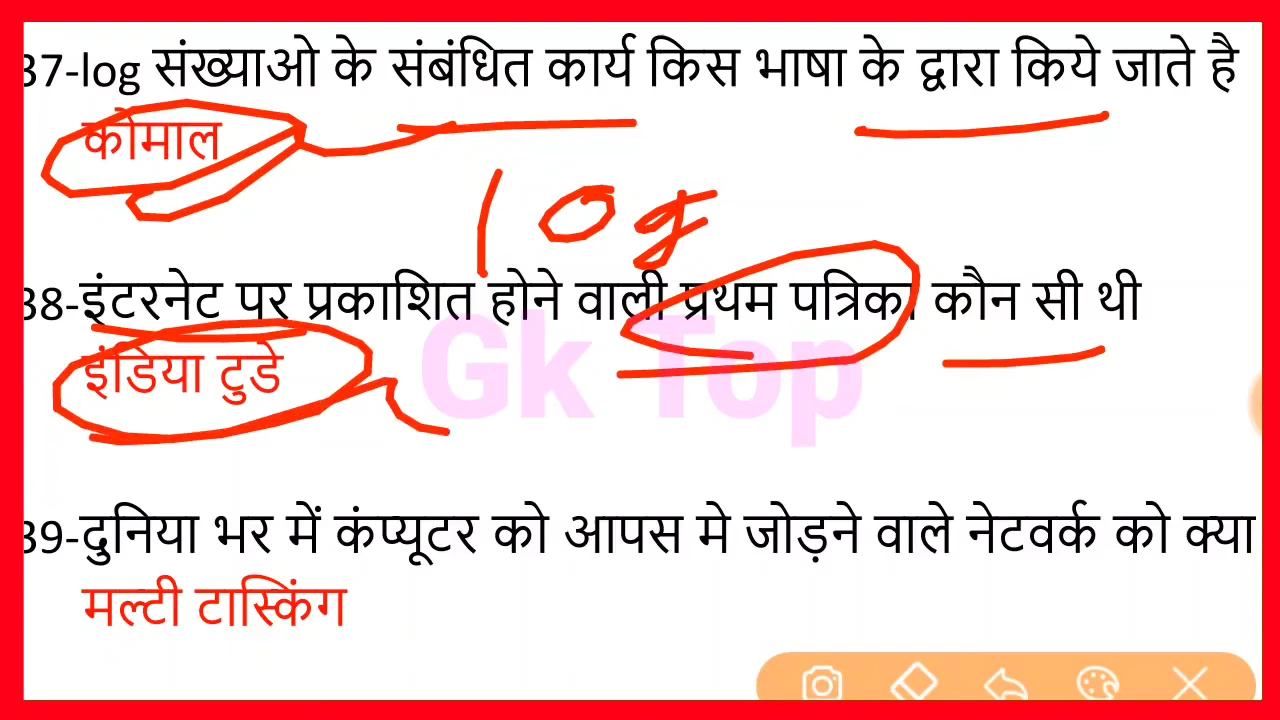 37-log संख्याओ के संबंधित कार्य किस भाषा के द्वारा किये जाते है
कोमाल
log
38-इंटरनेट पर प्रकाशित होने वाली प्रथम पत्रिका कौन सी थी
इंडिया टुडे
Gk Top
39-दुनिया भर में कंप्यूटर को आपस मे जोड़ने वाले नेटवर्क को क्या
मल्टी टास्किंग